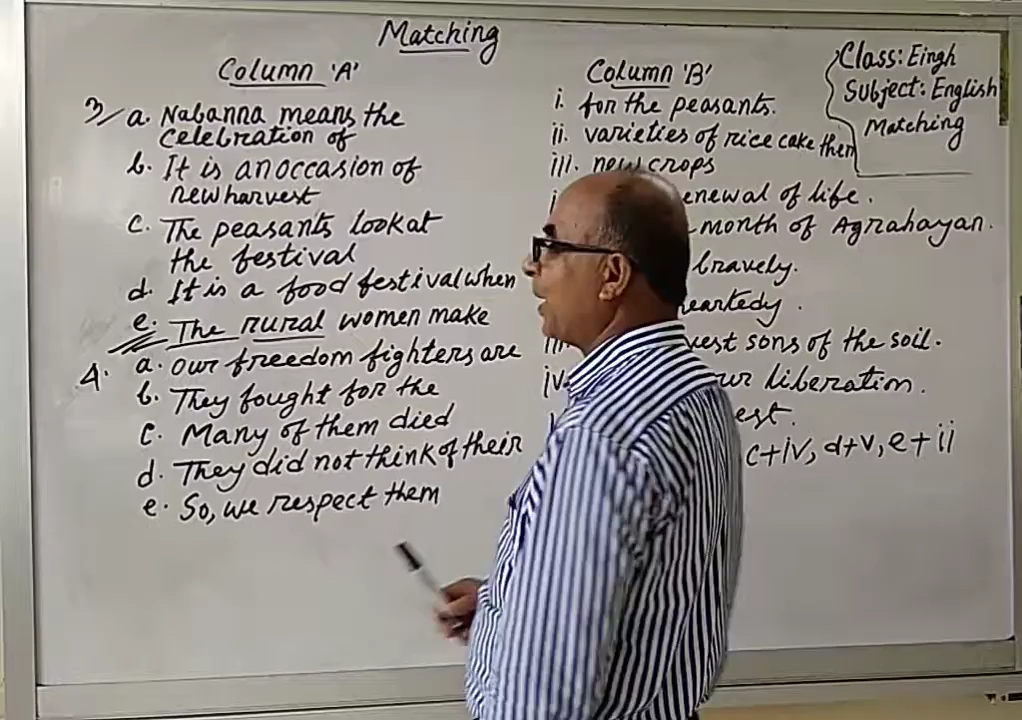 Matching
Class: Eingh
Subject: English
Matching
Column 'A'
3/ a. Nabanna means the
celebration of
b. It is an occasion of
new harvest
c. The peasants look at
the festival
d. It is a food festival when
e. The rural women make
4. a. Our freedom fighters are
b. They fought for the
c. Many of them died
d. They did not think of their
e. So, we respect them
Column 'B'
i. for the peasants.
ii. varieties of rice cake then
iii. new crops
enewal of life.
month of Agrahayan.
bravely.
eartedy.
vest sons of the soil.
iv. ur liberation.
est.
c+iv, d+v, e+ii